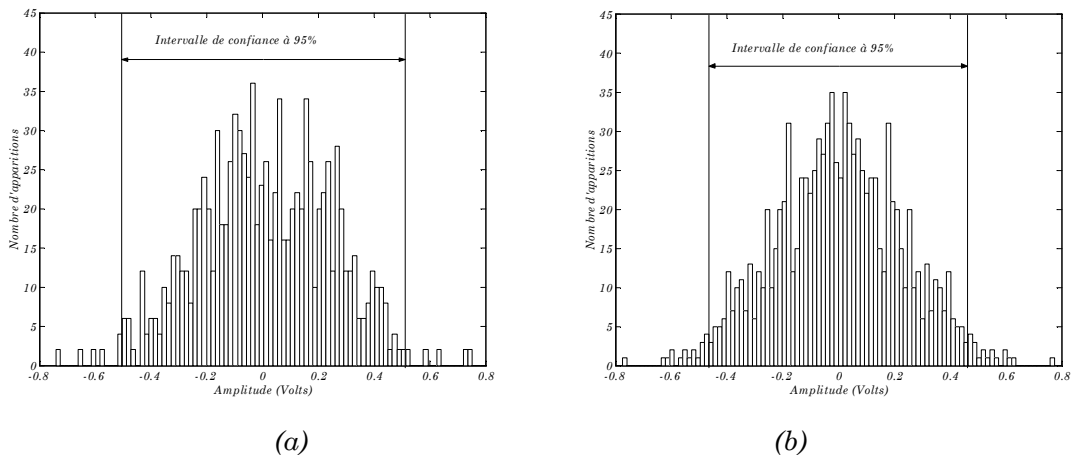 45
40
35
30
25
20
15
10
5
0
Nombre d'apparitions
Intervalle de confiance à 95%
-0.8 -0.6 -0.4 -0.2 0 0.2 0.4 0.6 0.8
Amplitude (Volts)
(a)
45
40
35
30
25
20
15
10
5
0
Nombre d'apparitions
Intervalle de confiance à 95%
-0.8 -0.6 -0.4 -0.2 0 0.2 0.4 0.6 0.8
Amplitude (Volts)
(b)